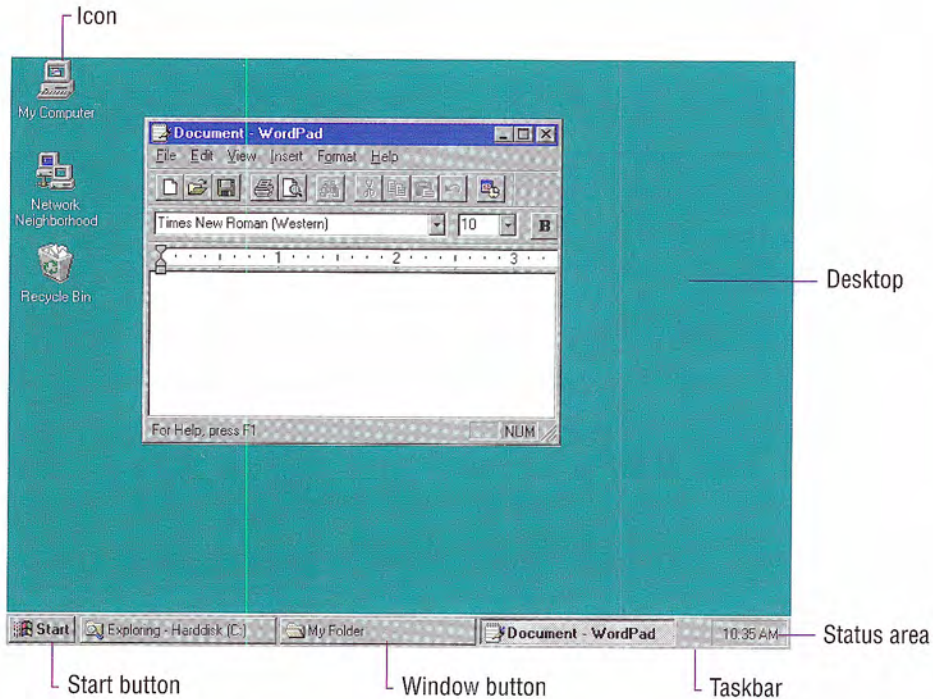 Icon
My Computer
Network
Neighborhood
Recycle Bin
Document - WordPad
File Edit View Insert Format Help
Times New Roman (Western) 10 B
1 2 3
For Help, press F1 NUM
Desktop
Start Exploring - Harddisk (C:) My Folder Document - WordPad 10:35 AM
Status area
Start button Window button Taskbar